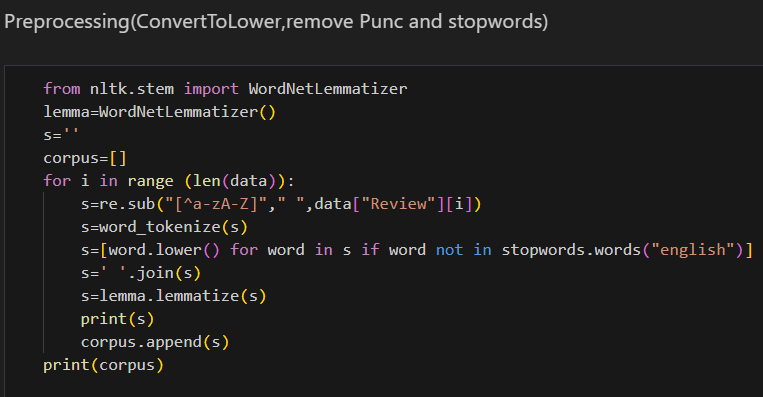 Preprocessing(ConvertToLower,remove Punc and stopwords)
from nltk.stem import WordNetLemmatizer
lemma=WordNetLemmatizer()
s=''
corpus=[]
for i in range (len(data)):
    s=re.sub("[^a-zA-Z]"," ",data["Review"][i])
    s=word_tokenize(s)
    s=[word.lower() for word in s if word not in stopwords.words("english")]
    s=' '.join(s)
    s=lemma.lemmatize(s)
    print(s)
    corpus.append(s)
print(corpus)